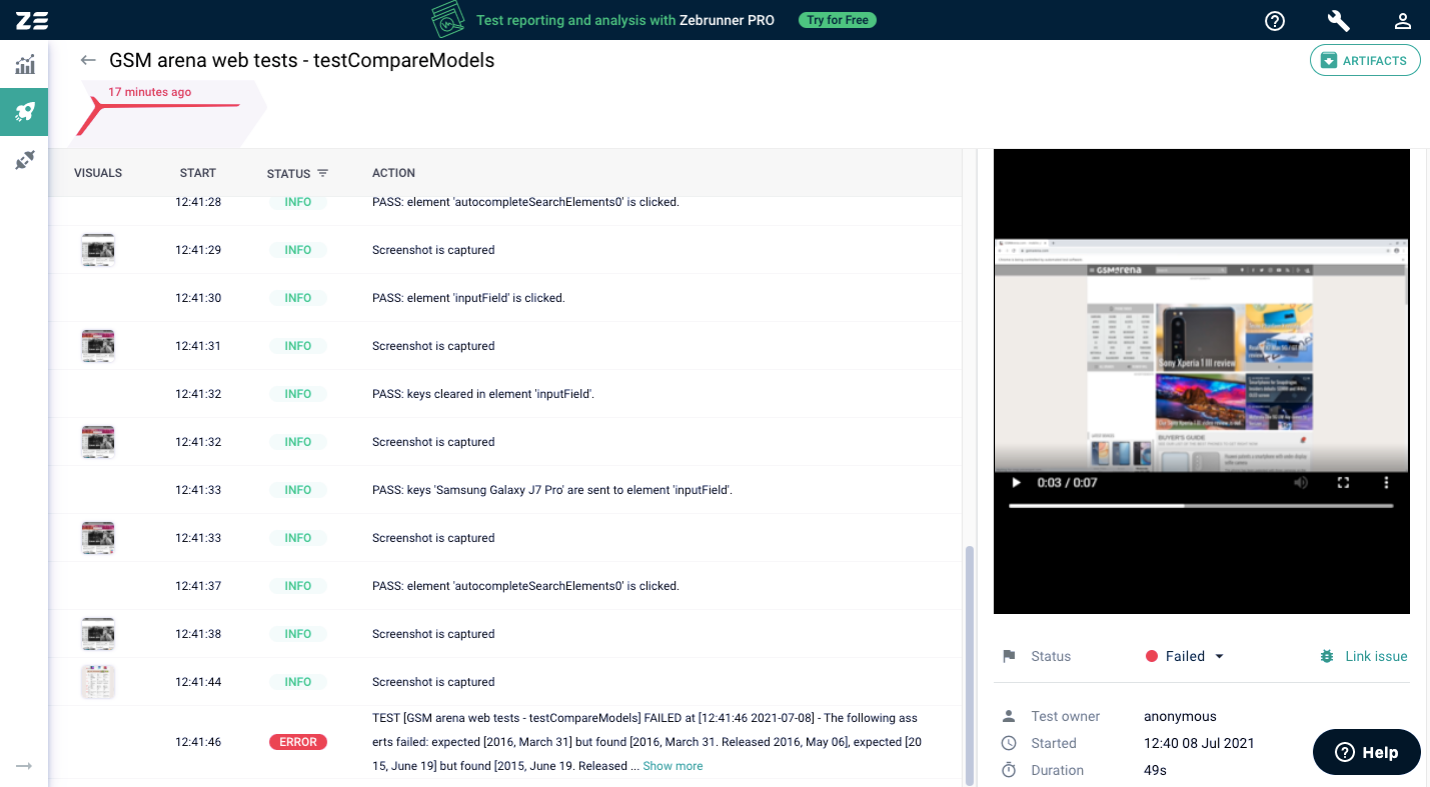 ZE
Test reporting and analysis with Zebrunner PRO
Try for Free
GSM arena web tests - testCompareModels
ARTIFACTS
17 minutes ago
VISUALS START STATUS ACTION
12:41:28 INFO PASS: element 'autocompleteSearchElements0' is clicked.
12:41:29 INFO Screenshot is captured
12:41:30 INFO PASS: element 'inputField' is clicked.
12:41:31 INFO Screenshot is captured
12:41:32 INFO PASS: keys cleared in element 'inputField'.
12:41:32 INFO Screenshot is captured
12:41:33 INFO PASS: keys 'Samsung Galaxy J7 Pro' are sent to element 'inputField'.
12:41:33 INFO Screenshot is captured
12:41:37 INFO PASS: element 'autocompleteSearchElements0' is clicked.
12:41:38 INFO Screenshot is captured
12:41:44 INFO Screenshot is captured
12:41:46 ERROR TEST [GSM arena web tests - testCompareModels] FAILED at [12:41:46 2021-07-08] - The following ass
erts failed: expected [2016, March 31] but found [2016, March 31. Released 2016, May 06], expected [20
15, June 19] but found [2015, June 19. Released ... Show more
GSMArena
Sony Xperia 1 III review
BUYER'S GUIDE
0:03 / 0:07
Status Failed Link issue
Test owner anonymous
Started 12:40 08 Jul 2021
Duration 49s
Help